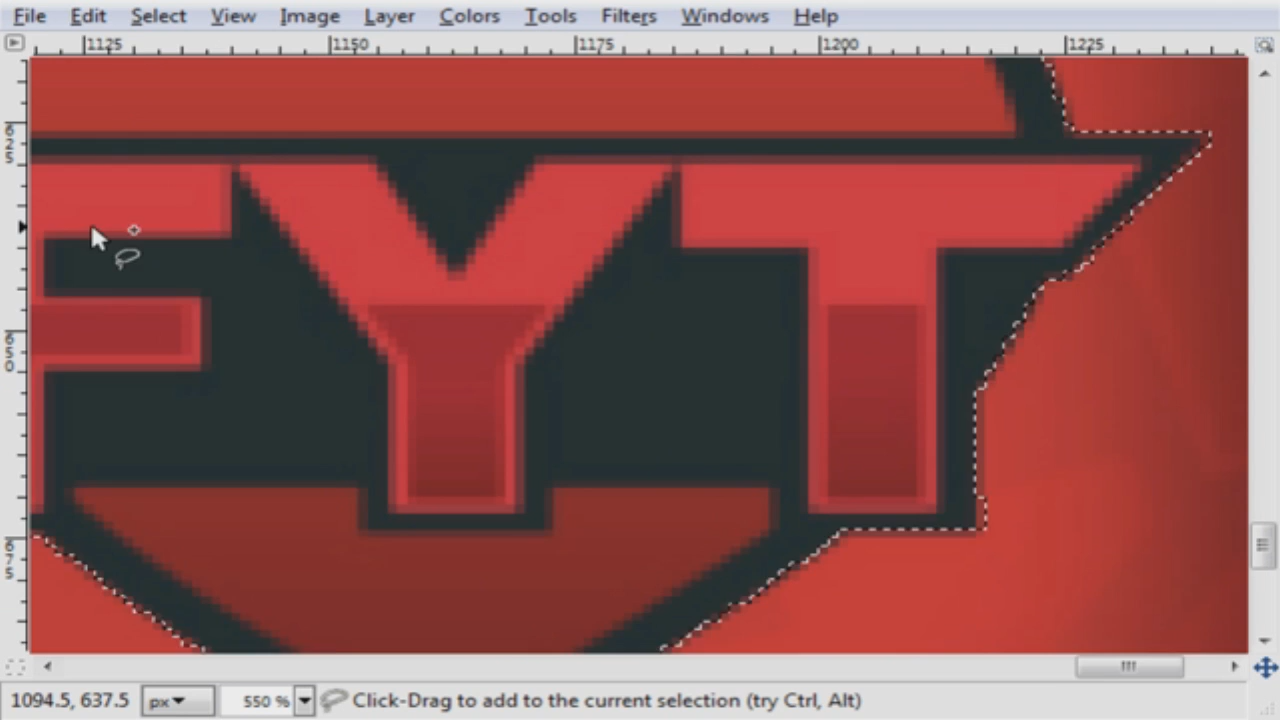 File Edit Select View Image Layer Colors Tools Filters Windows Help
1125 1150 1175 1200 1225
625
650
675
YT
1094.5, 637.5 px 550 % Click-Drag to add to the current selection (try Ctrl, Alt)